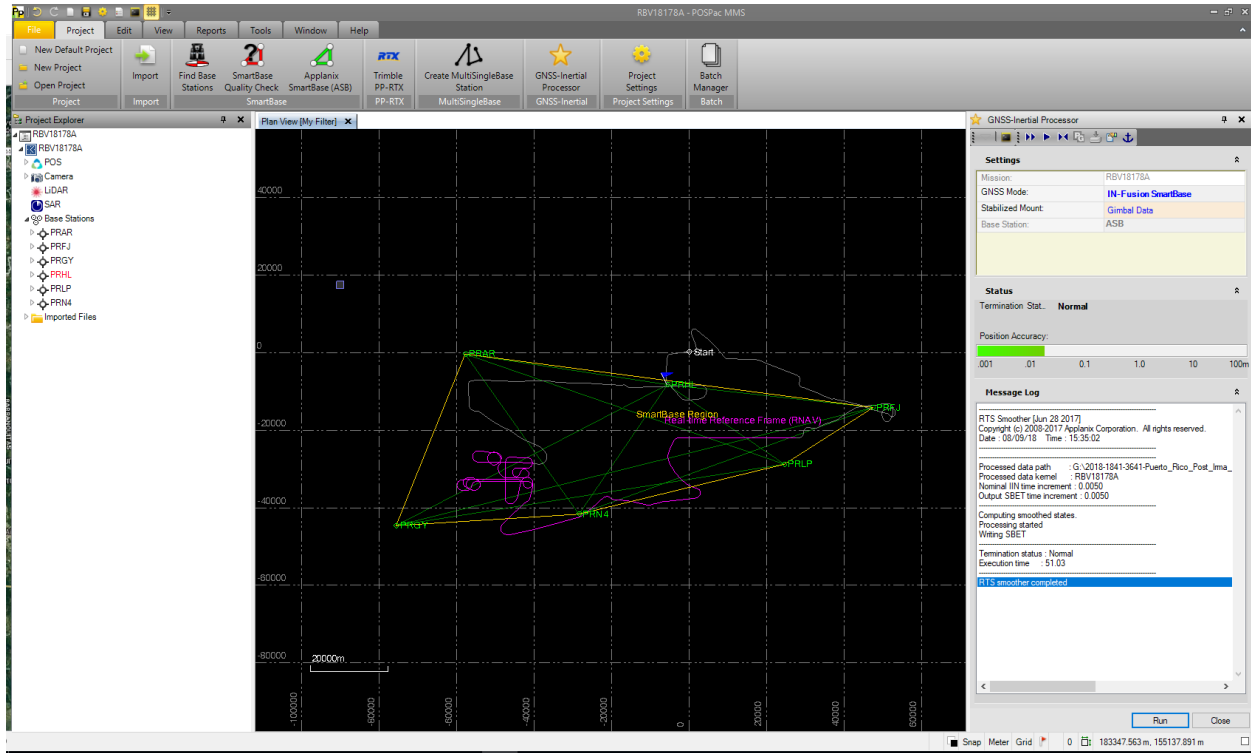 RBV18178A - POSPac MMS
File Project Edit View Reports Tools Window Help
New Default Project
New Project
Open Project
Import
Find Base Stations
SmartBase Quality Check
Applanix SmartBase (ASB)
RTX
Trimble PP-RTX
Create MultiSingleBase Station
GNSS-Inertial Processor
Project Settings
Batch Manager
Project Import SmartBase PP-RTX MultiSingleBase GNSS-Inertial Project Settings Batch
Project Explorer
RBV18178A
RBV18178A
POS
Camera
LiDAR
SAR
Base Stations
PRAR
PRFJ
PRGY
PRHL
PRLP
PRN4
Imported Files
Plan View [My Filter]
40000
20000
0
-20000
-40000
-60000
-80000
Start
PRAR
PRHL
PRFJ
SmartBase Region
Real-time Reference Frame (RNAV)
PRLP
PRN4
PRGY
20000m
-100000
-80000
-60000
-40000
-20000
0
20000
40000
60000
GNSS-Inertial Processor
Settings
Mission: RBV18178A
GNSS Mode: IN-Fusion SmartBase
Stabilized Mount: Gimbal Data
Base Station: ASB
Status
Termination Stat.. Normal
Position Accuracy:
.001 .01 0.1 1.0 10 100m
Message Log
RTS Smoother [Jun 28 2017]
Copyright (c) 2008-2017 Applanix Corporation. All rights reserved.
Date : 08/09/18 Time : 15:35:02
Processed data path : G:\2018-1841-3641-Puerto_Rico_Post_Irma_
Processed data kernel : RBV18178A
Nominal IIN time increment : 0.0050
Output SBET time increment : 0.0050
Computing smoothed states.
Processing started
Writing SBET
Termination status : Normal
Execution time : 51.03
RTS smoother completed
Run Close
Snap Meter Grid 0 183347.563 m, 155137.891 m